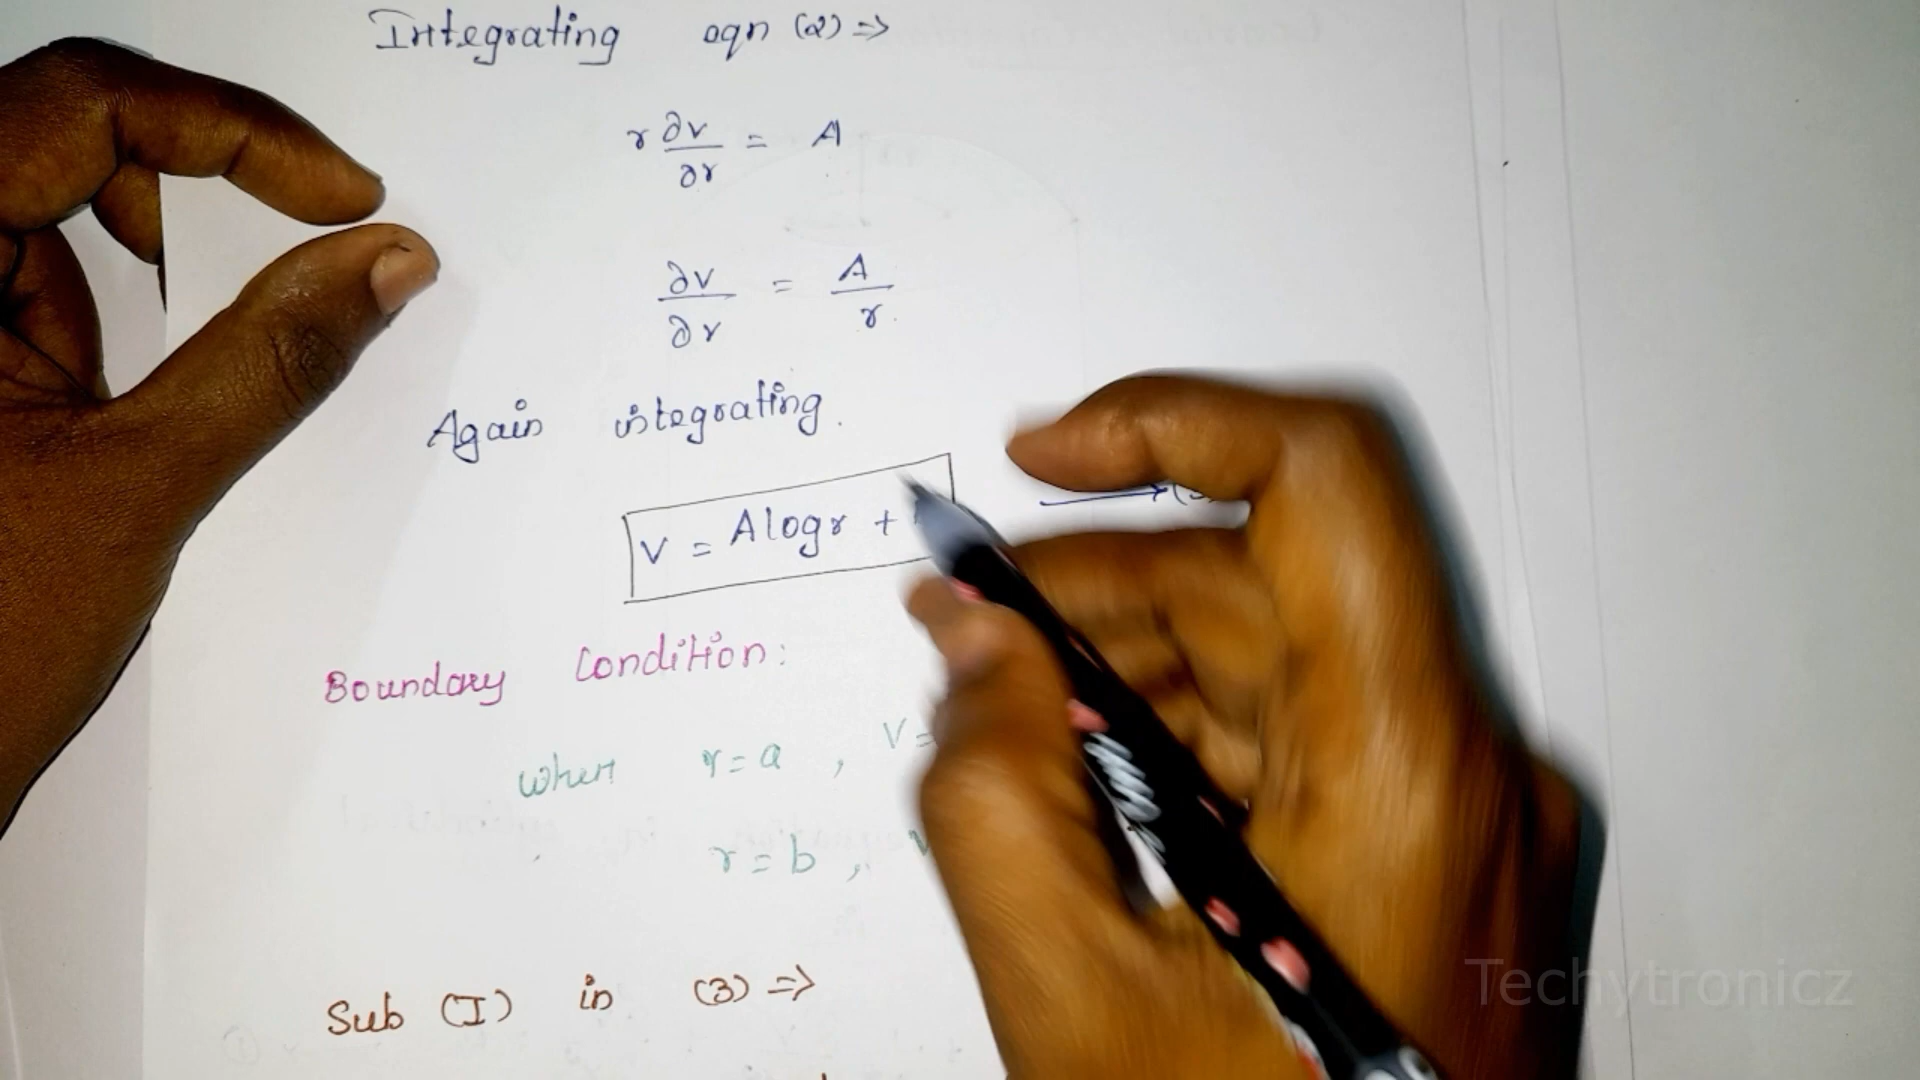 Integrating eqn (2) ⇒
r ∂v/∂r = A
∂v/∂r = A/r
Again integrating.
V = A log r +
Boundary Condition:
when r = a , V =
r = b , V
Sub (I) in (3) ⇒
Techytronicz